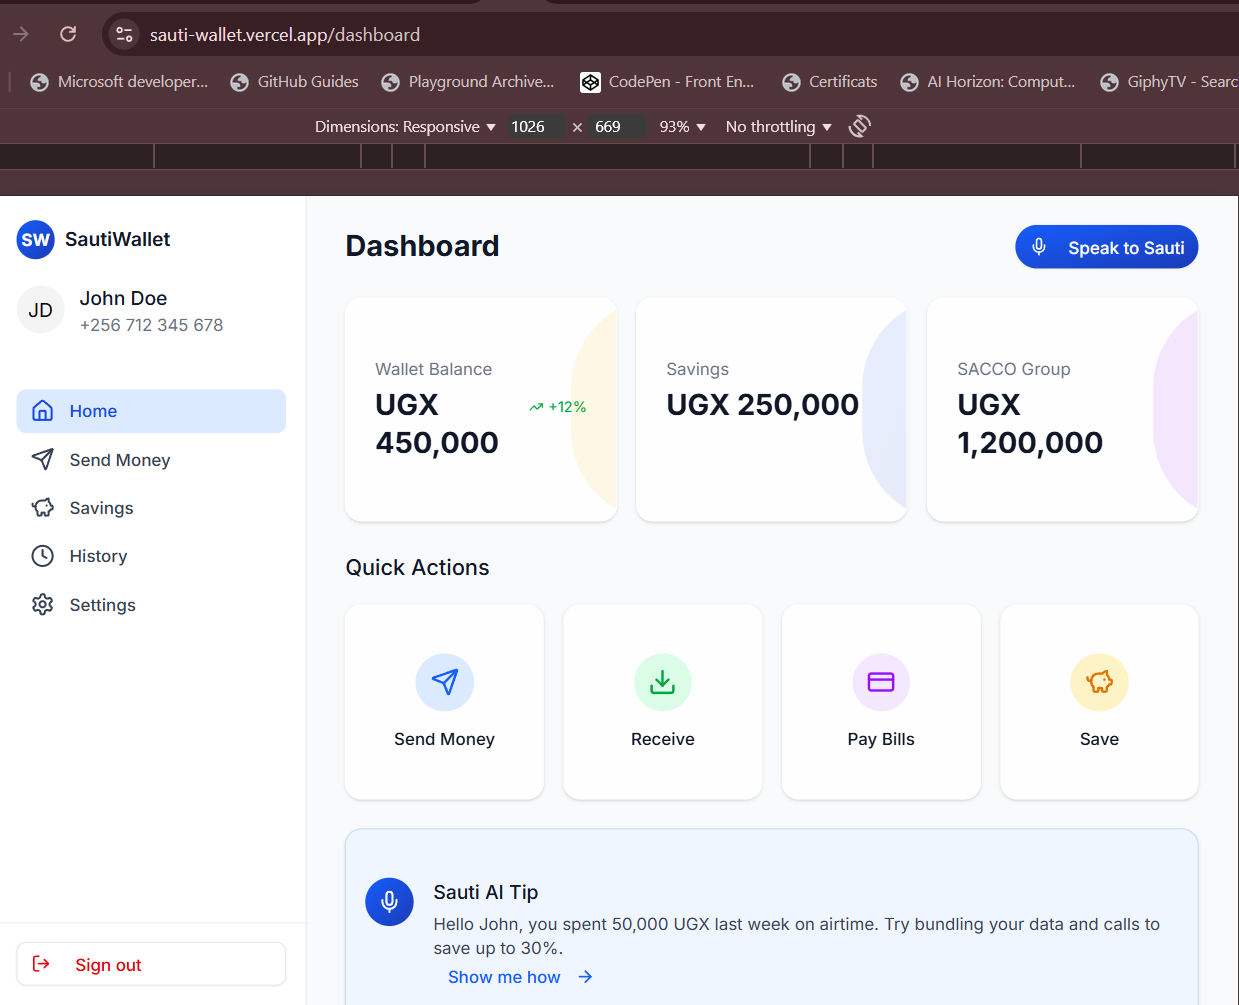 sauti-wallet.vercel.app/dashboard
Microsoft developer...
GitHub Guides
Playground Archive...
CodePen - Front En...
Certificats
AI Horizon: Comput...
GiphyTV - Searc
Dimensions: Responsive
1026 × 669
93%
No throttling
SW
SautiWallet
JD
John Doe
+256 712 345 678
Home
Send Money
Savings
History
Settings
Sign out
Dashboard
Speak to Sauti
Wallet Balance
UGX
450,000
+12%
Savings
UGX 250,000
SACCO Group
UGX
1,200,000
Quick Actions
Send Money
Receive
Pay Bills
Save
Sauti AI Tip
Hello John, you spent 50,000 UGX last week on airtime. Try bundling your data and calls to
save up to 30%.
Show me how